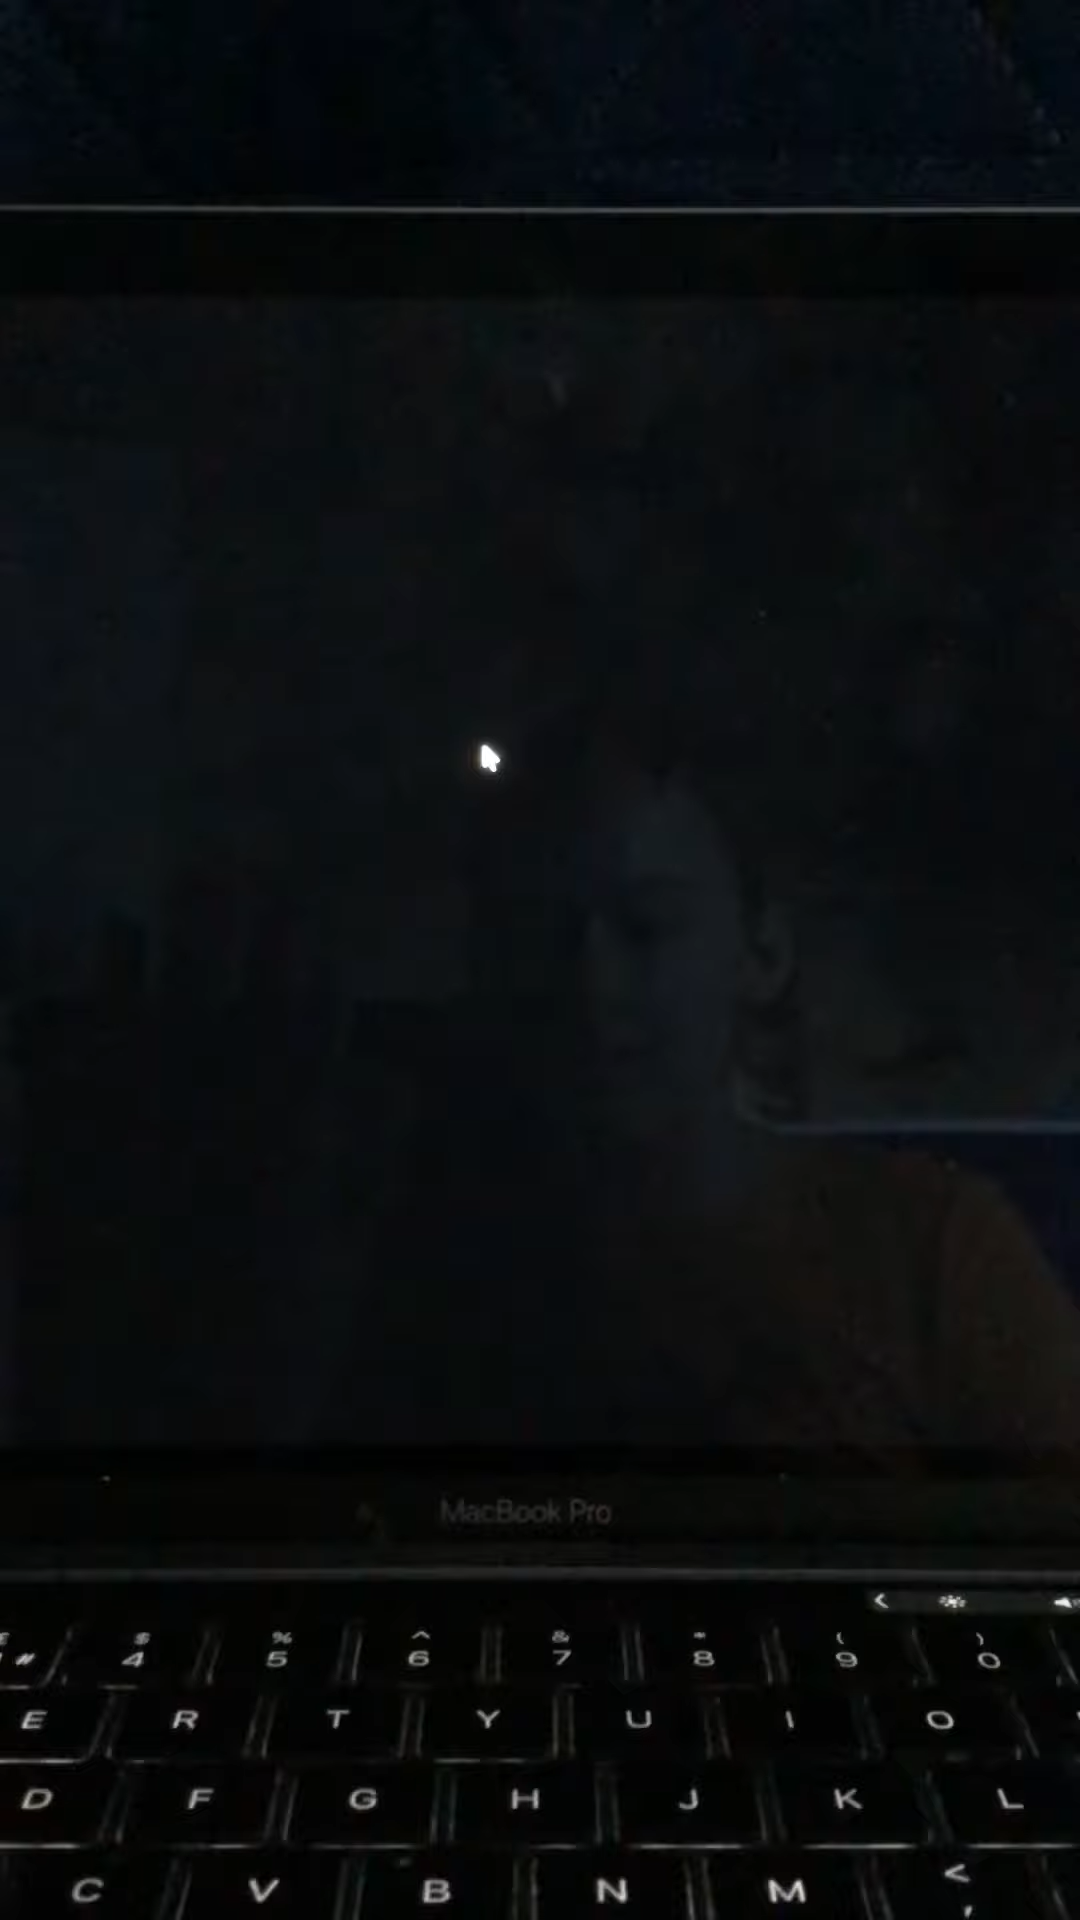 MacBook Pro
$ % ^ & * ( )
# 4 5 6 7 8 9 0
E R T Y U I O
D F G H J K L
C V B N M <
,